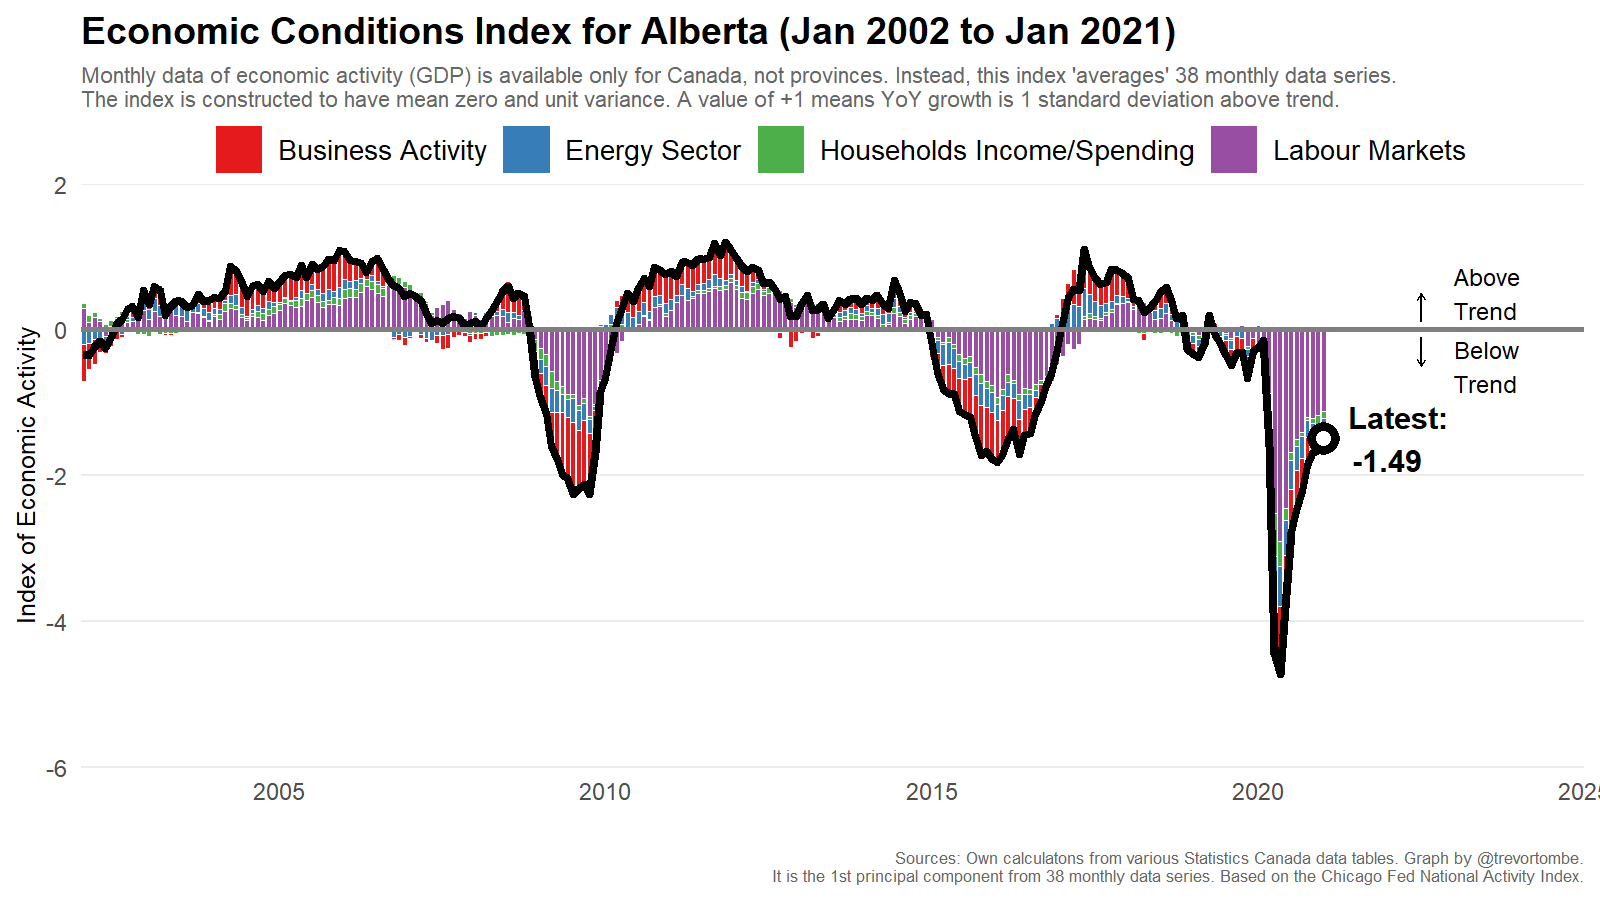 Economic Conditions Index for Alberta (Jan 2002 to Jan 2021)
Monthly data of economic activity (GDP) is available only for Canada, not provinces. Instead, this index 'averages' 38 monthly data series.
The index is constructed to have mean zero and unit variance. A value of +1 means YoY growth is 1 standard deviation above trend.
Business Activity
Energy Sector
Households Income/Spending
Labour Markets
Index of Economic Activity
2
0
-2
-4
-6
Above
Trend
Below
Trend
Latest:
-1.49
2005
2010
2015
2020
2025
Sources: Own calculatons from various Statistics Canada data tables. Graph by @trevortombe.
It is the 1st principal component from 38 monthly data series. Based on the Chicago Fed National Activity Index.